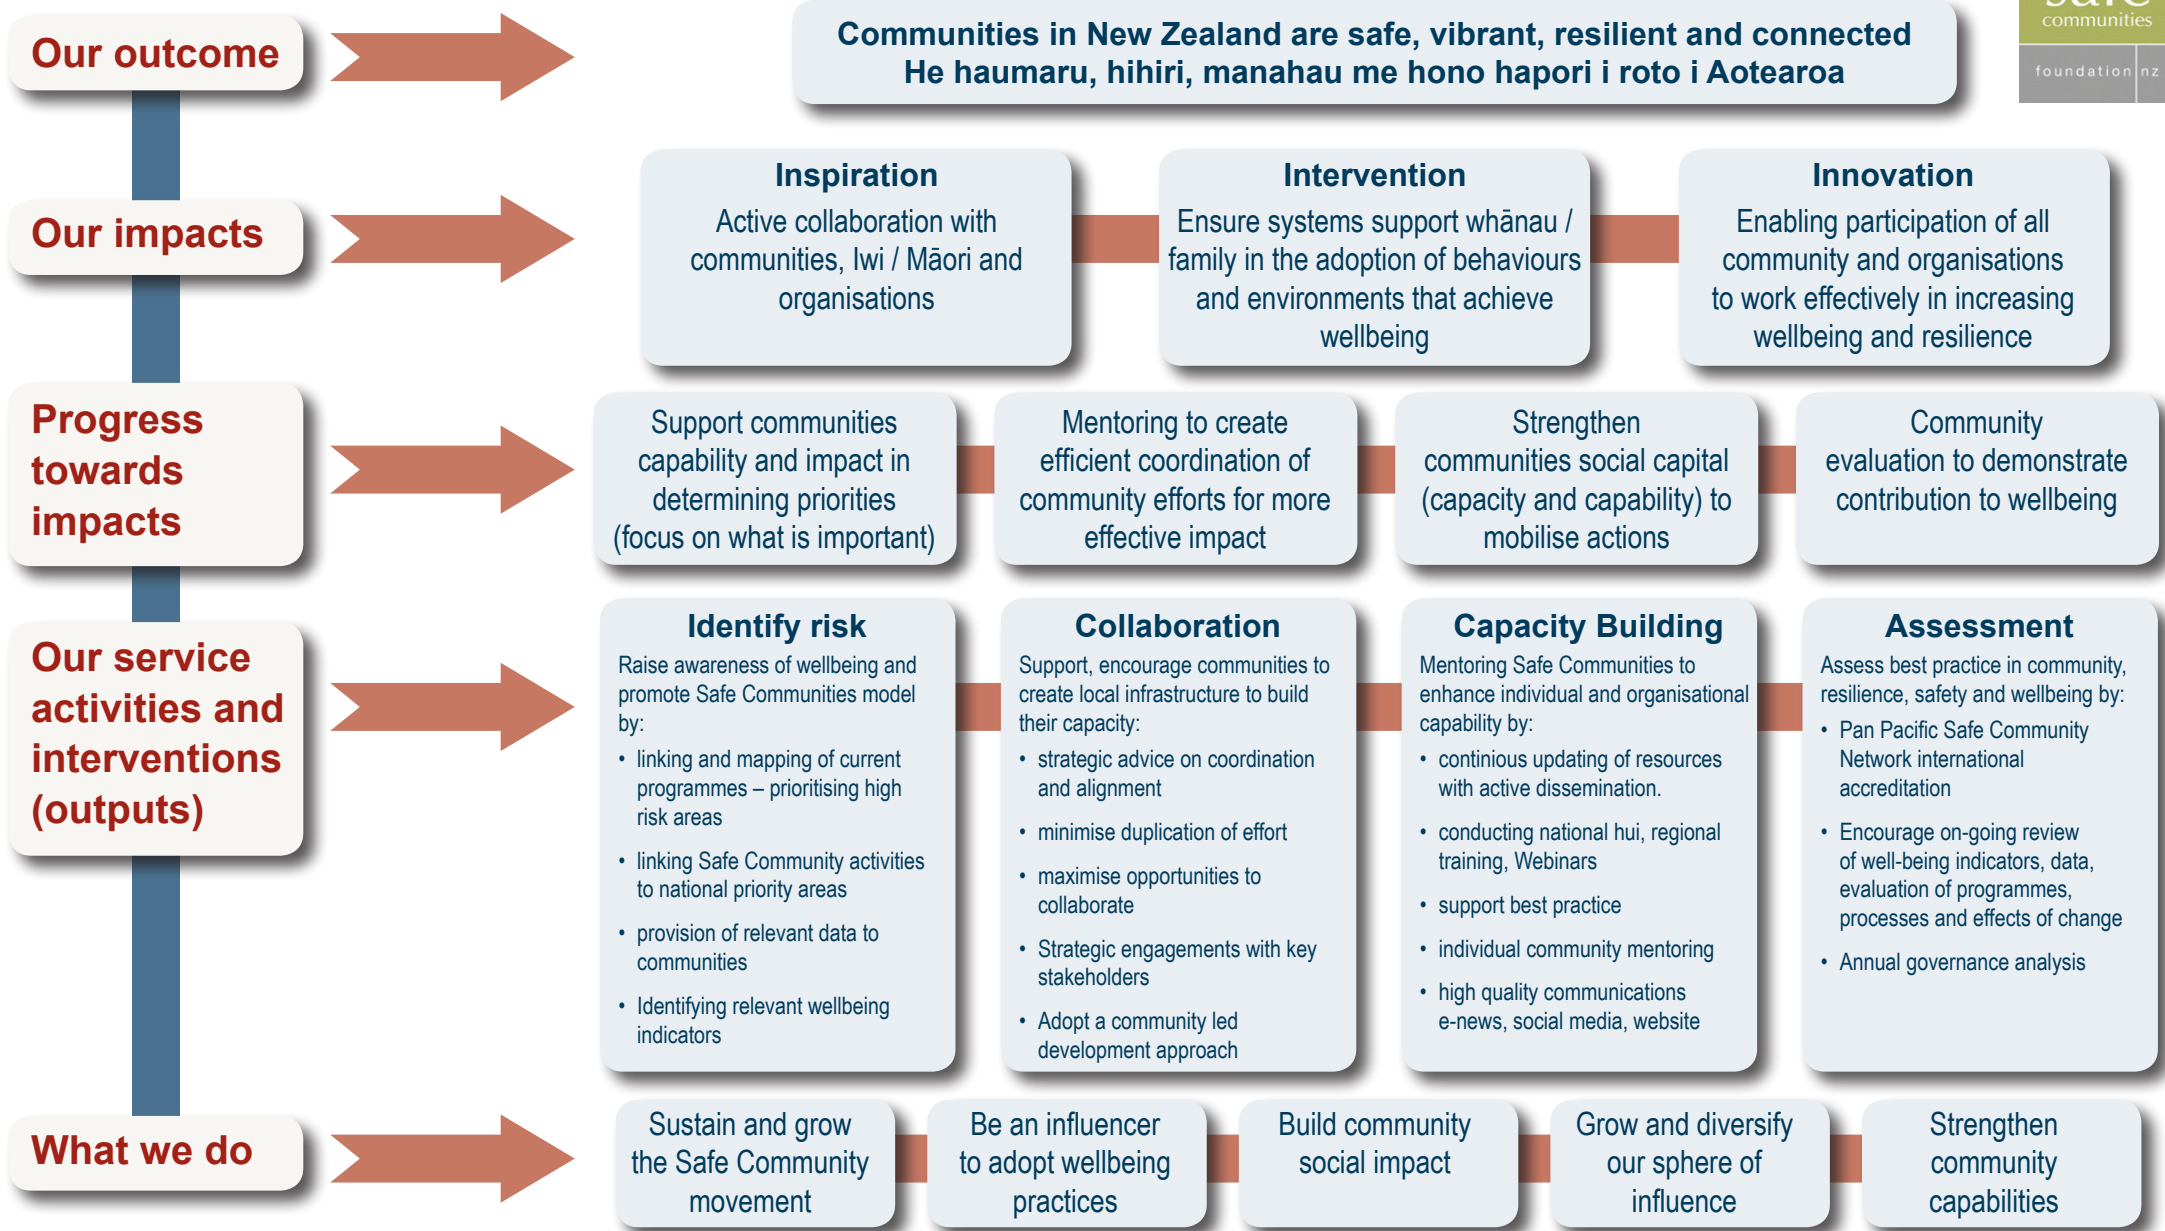 Our outcome
Communities in New Zealand are safe, vibrant, resilient and connected
He haumaru, hihiri, manahau me hono hapori i roto i Aotearoa
safe
communities
foundation nz
Our impacts
Inspiration
Active collaboration with
communities, Iwi / Māori and
organisations
Intervention
Ensure systems support whānau /
family in the adoption of behaviours
and environments that achieve
wellbeing
Innovation
Enabling participation of all
community and organisations
to work effectively in increasing
wellbeing and resilience
Progress
towards
impacts
Support communities
capability and impact in
determining priorities
(focus on what is important)
Mentoring to create
efficient coordination of
community efforts for more
effective impact
Strengthen
communities social capital
(capacity and capability) to
mobilise actions
Community
evaluation to demonstrate
contribution to wellbeing
Our service
activities and
interventions
(outputs)
Identify risk
Raise awareness of wellbeing and
promote Safe Communities model
by:
• linking and mapping of current
programmes – prioritising high
risk areas
• linking Safe Community activities
to national priority areas
• provision of relevant data to
communities
• Identifying relevant wellbeing
indicators
Collaboration
Support, encourage communities to
create local infrastructure to build
their capacity:
• strategic advice on coordination
and alignment
• minimise duplication of effort
• maximise opportunities to
collaborate
• Strategic engagements with key
stakeholders
• Adopt a community led
development approach
Capacity Building
Mentoring Safe Communities to
enhance individual and organisational
capability by:
• continious updating of resources
with active dissemination.
• conducting national hui, regional
training, Webinars
• support best practice
• individual community mentoring
• high quality communications
e-news, social media, website
Assessment
Assess best practice in community,
resilience, safety and wellbeing by:
• Pan Pacific Safe Community
Network international
accreditation
• Encourage on-going review
of well-being indicators, data,
evaluation of programmes,
processes and effects of change
• Annual governance analysis
What we do
Sustain and grow
the Safe Community
movement
Be an influencer
to adopt wellbeing
practices
Build community
social impact
Grow and diversify
our sphere of
influence
Strengthen
community
capabilities